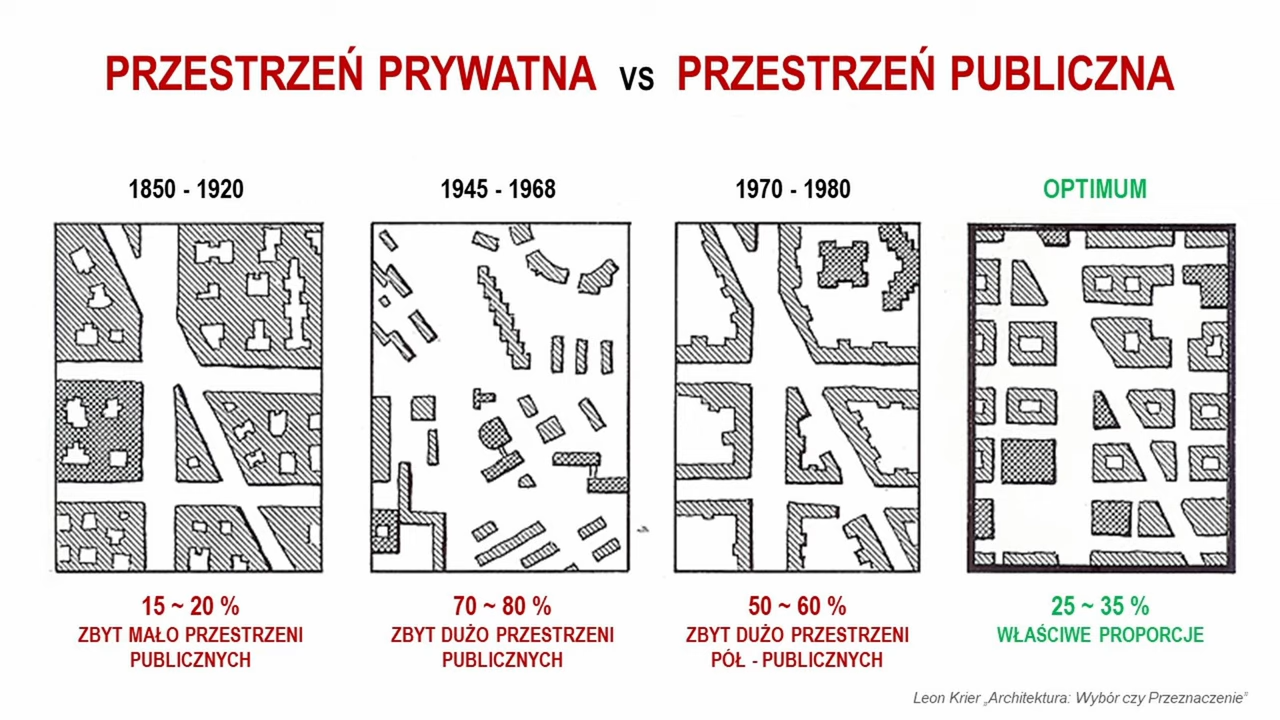 PRZESTRZEŃ PRYWATNA vs PRZESTRZEŃ PUBLICZNA
1850 - 1920
1945 - 1968
1970 - 1980
OPTIMUM
15 ~ 20 %
ZBYT MAŁO PRZESTRZENI
PUBLICZNYCH
70 ~ 80 %
ZBYT DUŻO PRZESTRZENI
PUBLICZNYCH
50 ~ 60 %
ZBYT DUŻO PRZESTRZENI
PÓŁ - PUBLICZNYCH
25 ~ 35 %
WŁAŚCIWE PROPORCJE
Leon Krier „Architektura: Wybór czy Przeznaczenie”